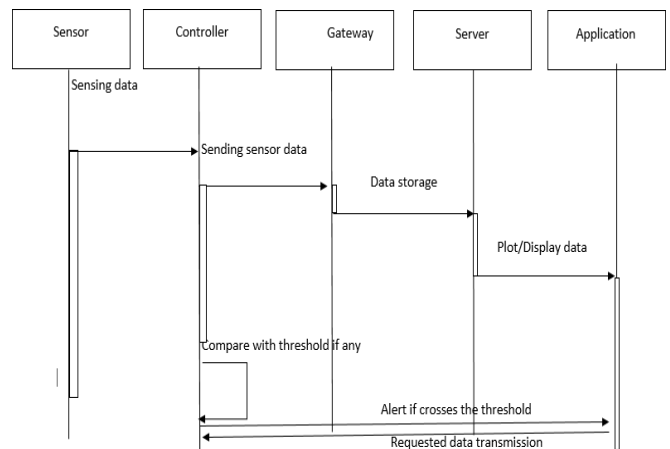 Sensor
Controller
Gateway
Server
Application
Sensing data
Sending sensor data
Data storage
Plot/Display data
Compare with threshold if any
Alert if crosses the threshold
Requested data transmission